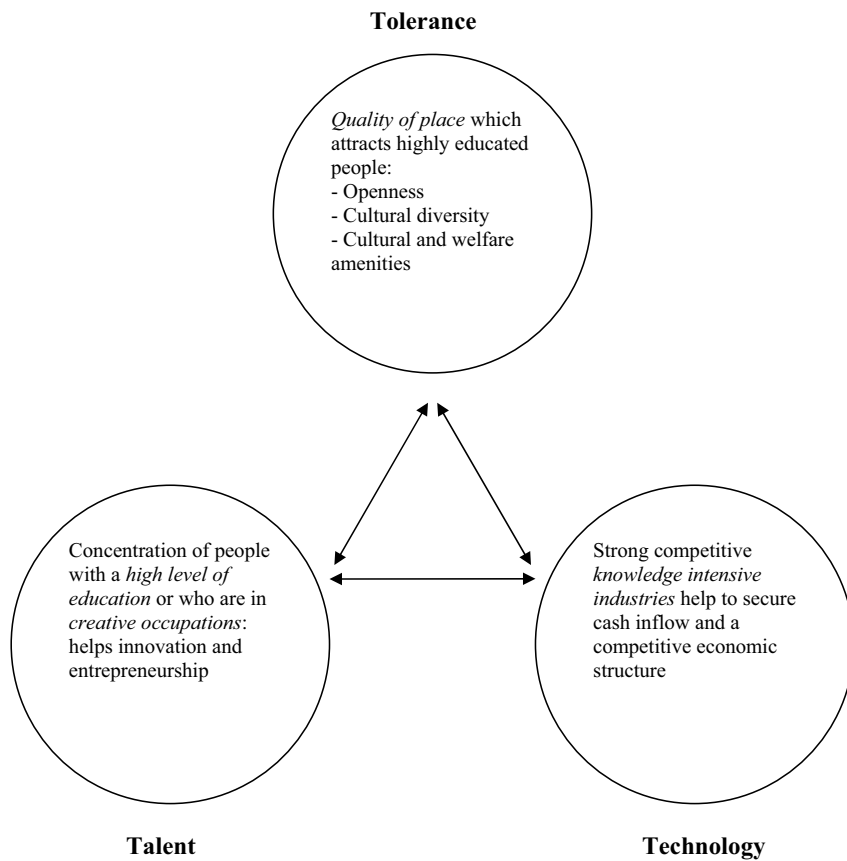 Tolerance
Quality of place which
attracts highly educated
people:
- Openness
- Cultural diversity
- Cultural and welfare
amenities
Concentration of people
with a high level of
education or who are in
creative occupations:
helps innovation and
entrepreneurship
Strong competitive
knowledge intensive
industries help to secure
cash inflow and a
competitive economic
structure
Talent
Technology